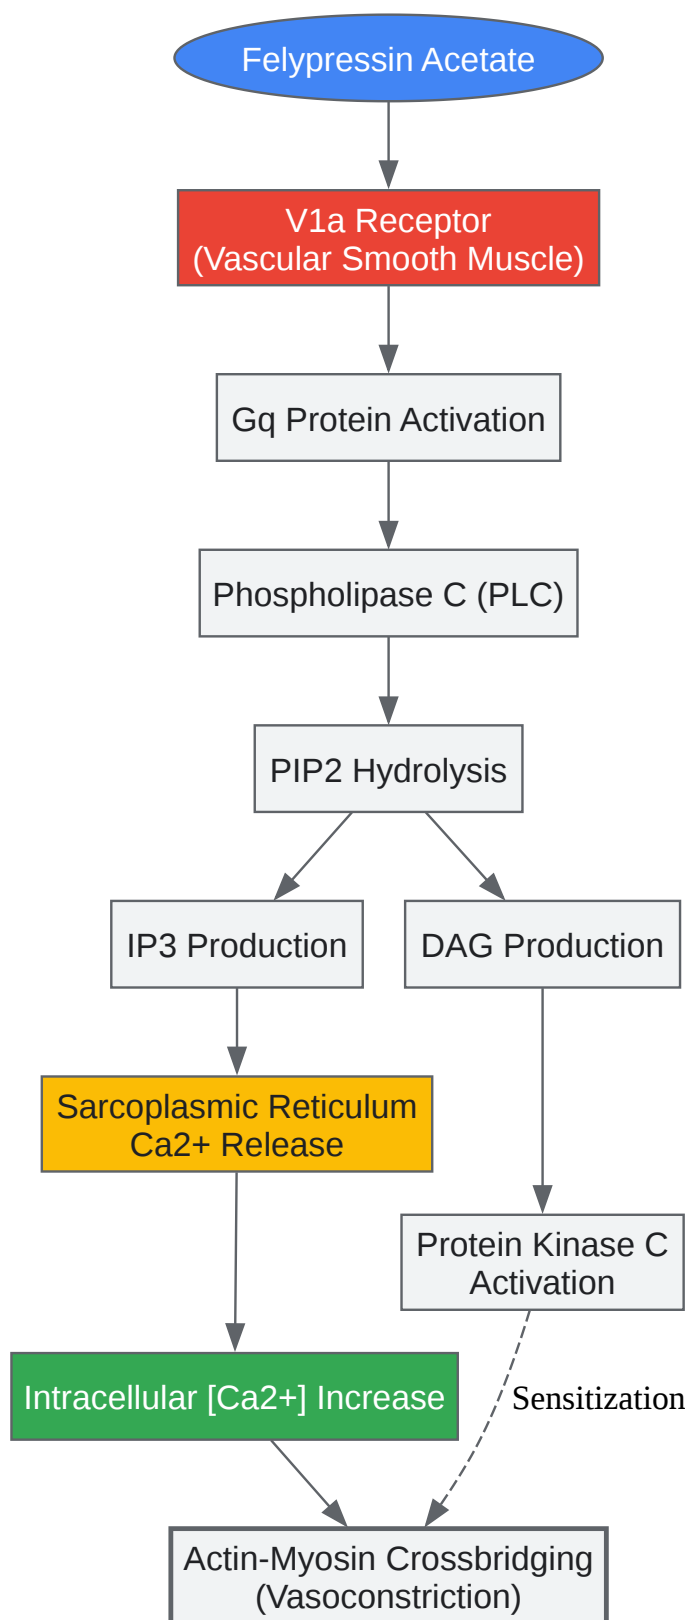 Felypressin Acetate
V1a Receptor
(Vascular Smooth Muscle)
Gq Protein Activation
Phospholipase C (PLC)
PIP2 Hydrolysis
IP3 Production
DAG Production
Sarcoplasmic Reticulum
Ca2+ Release
Protein Kinase C
Activation
Intracellular [Ca2+] Increase
Sensitization
Actin-Myosin Crossbridging
(Vasoconstriction)